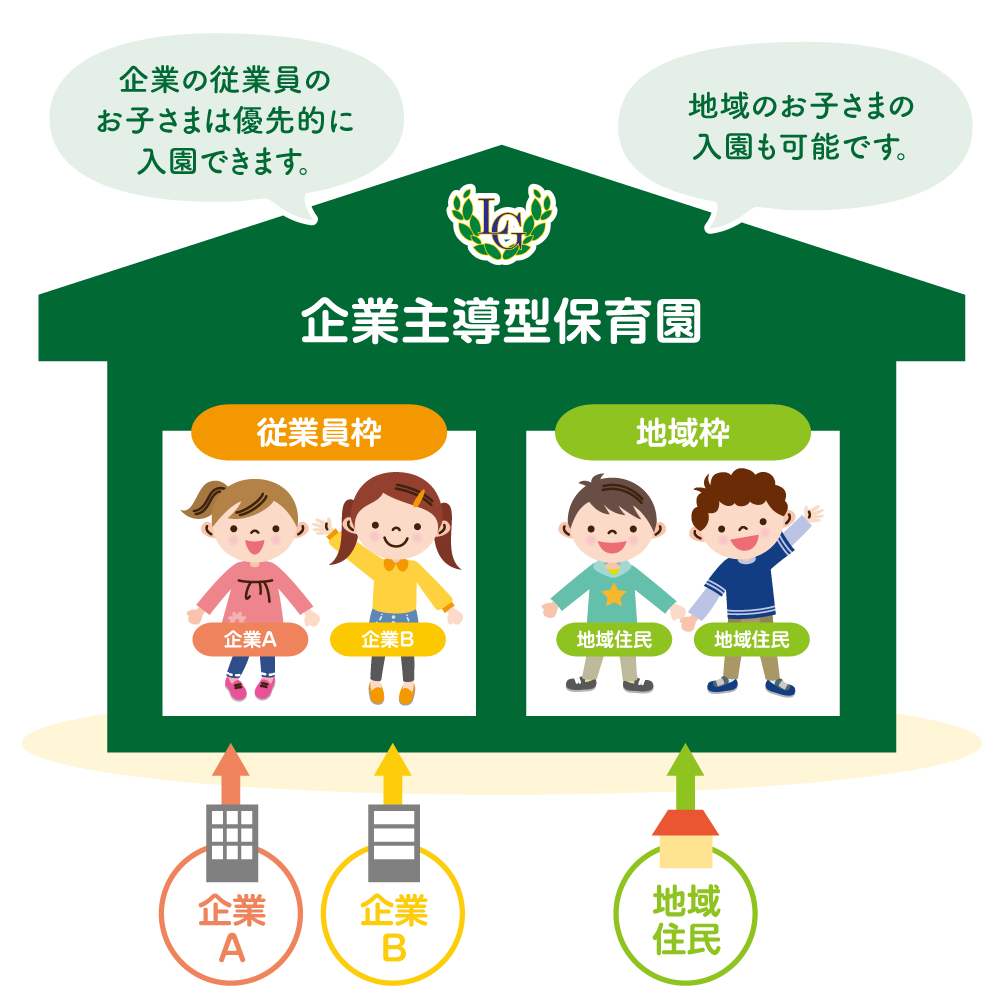 企業の従業員の
お子さまは優先的に
入園できます。
地域のお子さまの
入園も可能です。
LG
企業主導型保育園
従業員枠
地域枠
企業A
企業B
地域住民
地域住民
企業
A
企業
B
地域
住民